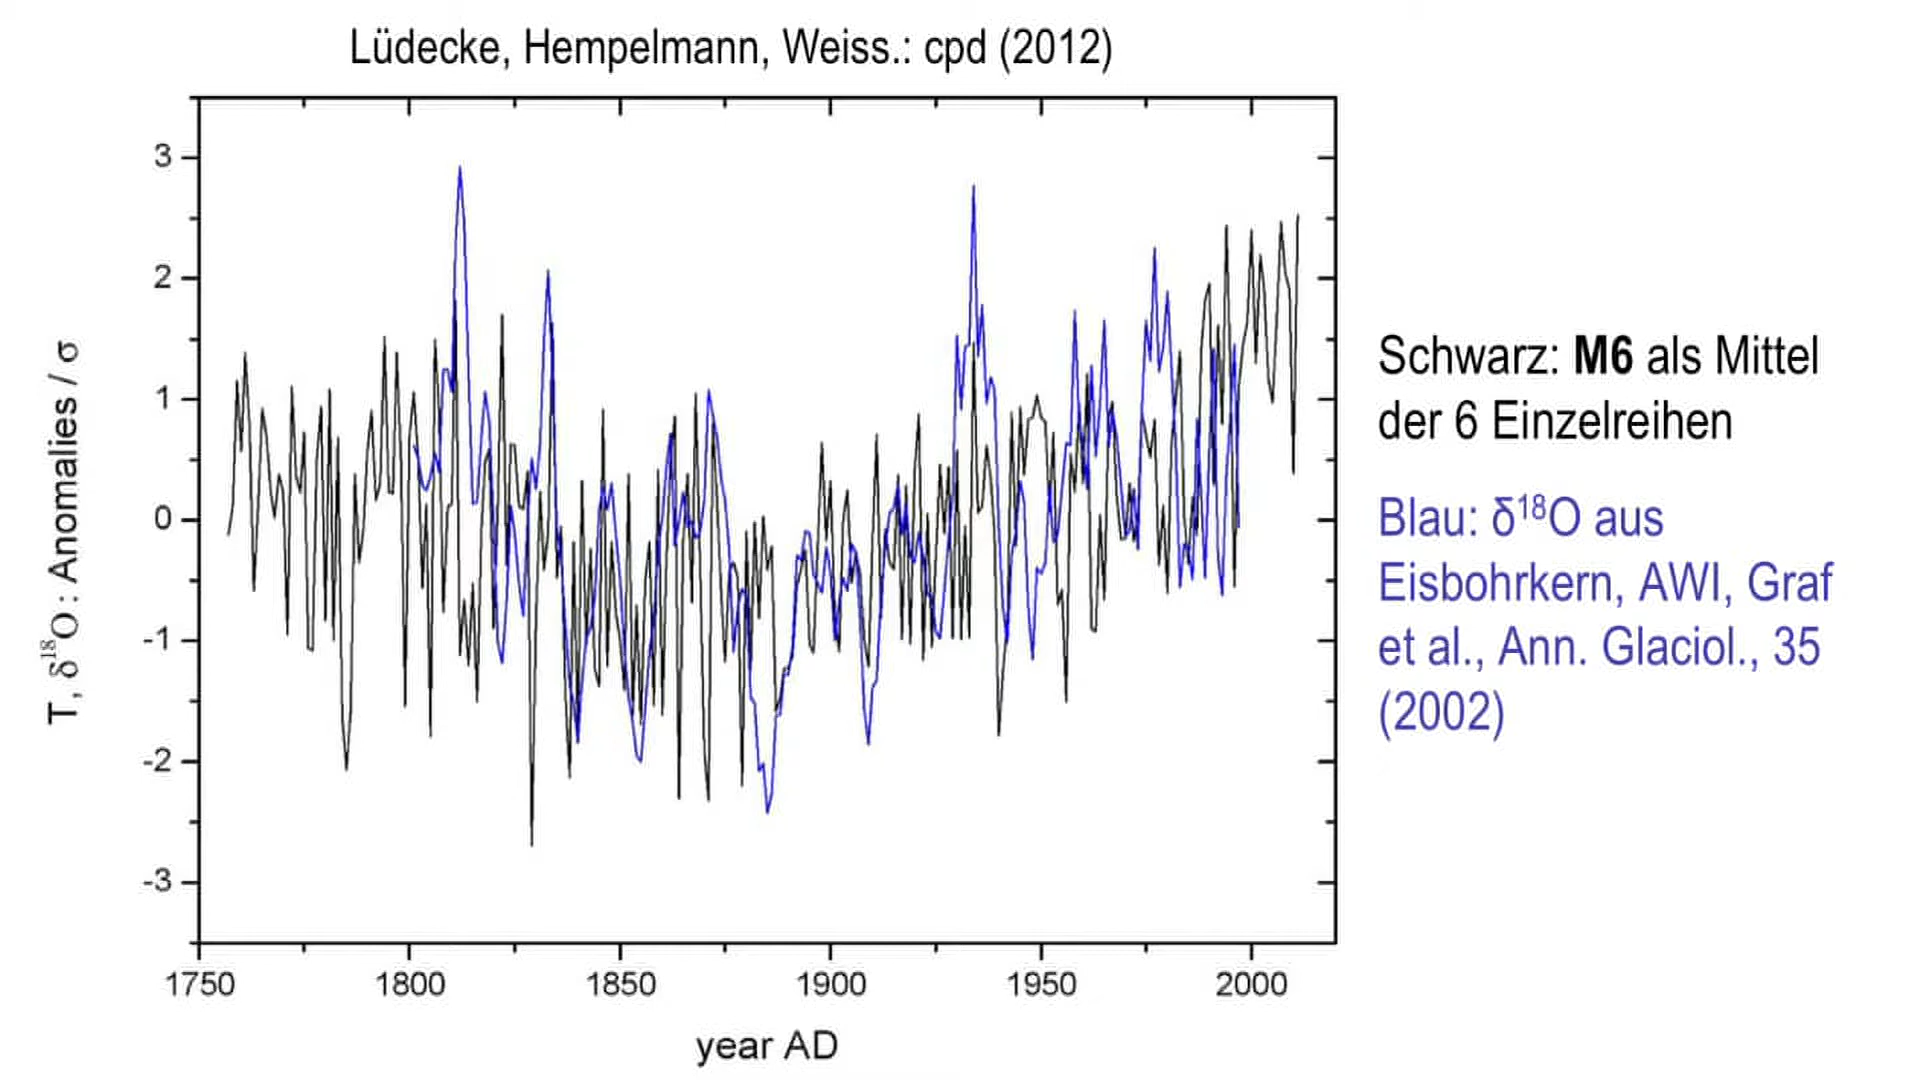 Lüdecke, Hempelmann, Weiss.: cpd (2012)
3
2
1
0
-1
-2
-3
T, δ¹⁸O : Anomalies / σ
1750 1800 1850 1900 1950 2000
year AD
Schwarz: M6 als Mittel
der 6 Einzelreihen
Blau: δ¹⁸O aus
Eisbohrkern, AWI, Graf
et al., Ann. Glaciol., 35
(2002)